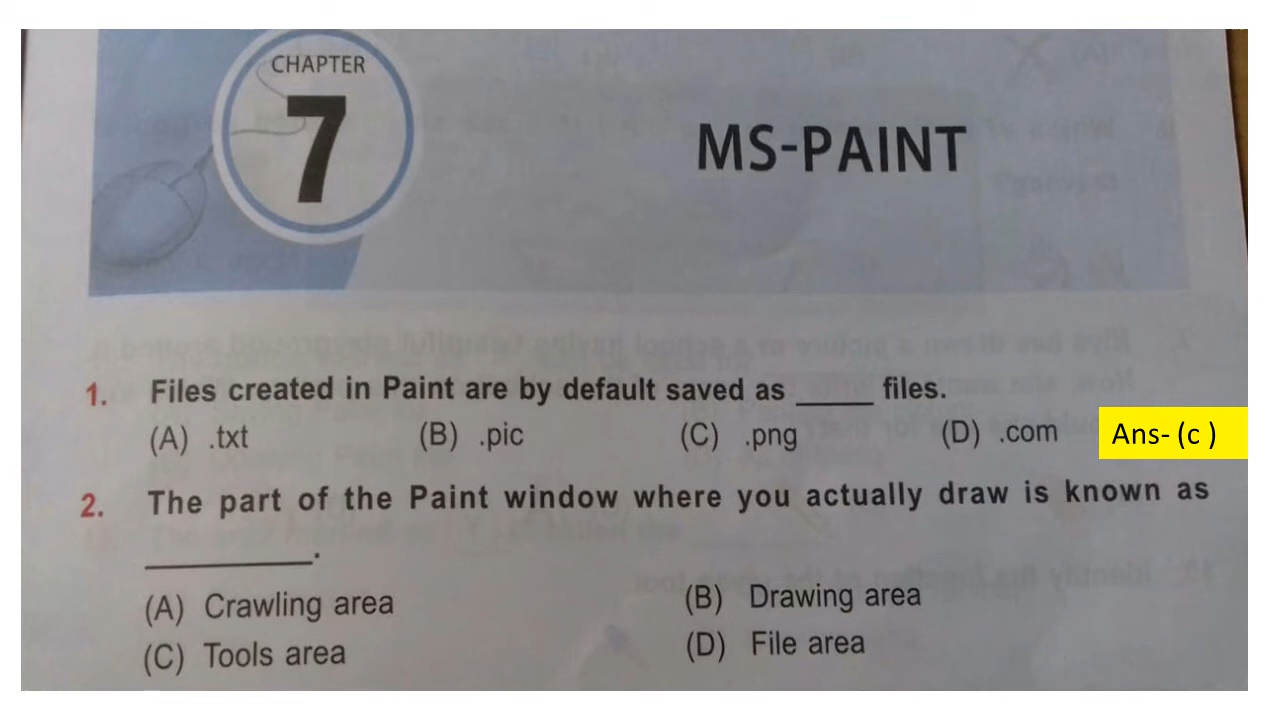 CHAPTER
7
MS-PAINT
1. Files created in Paint are by default saved as _____ files.
(A) .txt (B) .pic (C) .png (D) .com
Ans- (c )
2. The part of the Paint window where you actually draw is known as
___________.
(A) Crawling area (B) Drawing area
(C) Tools area (D) File area